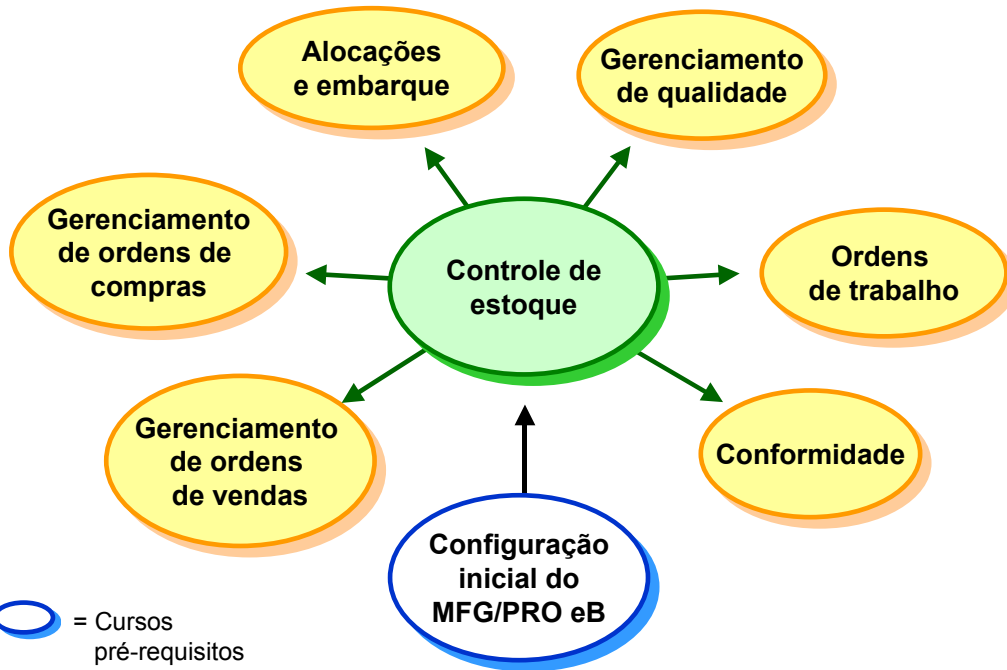 Alocações
e embarque
Gerenciamento
de qualidade
Gerenciamento
de ordens de
compras
Controle de
estoque
Ordens
de trabalho
Gerenciamento
de ordens
de vendas
Conformidade
Configuração
inicial do
MFG/PRO eB
= Cursos
pré-requisitos